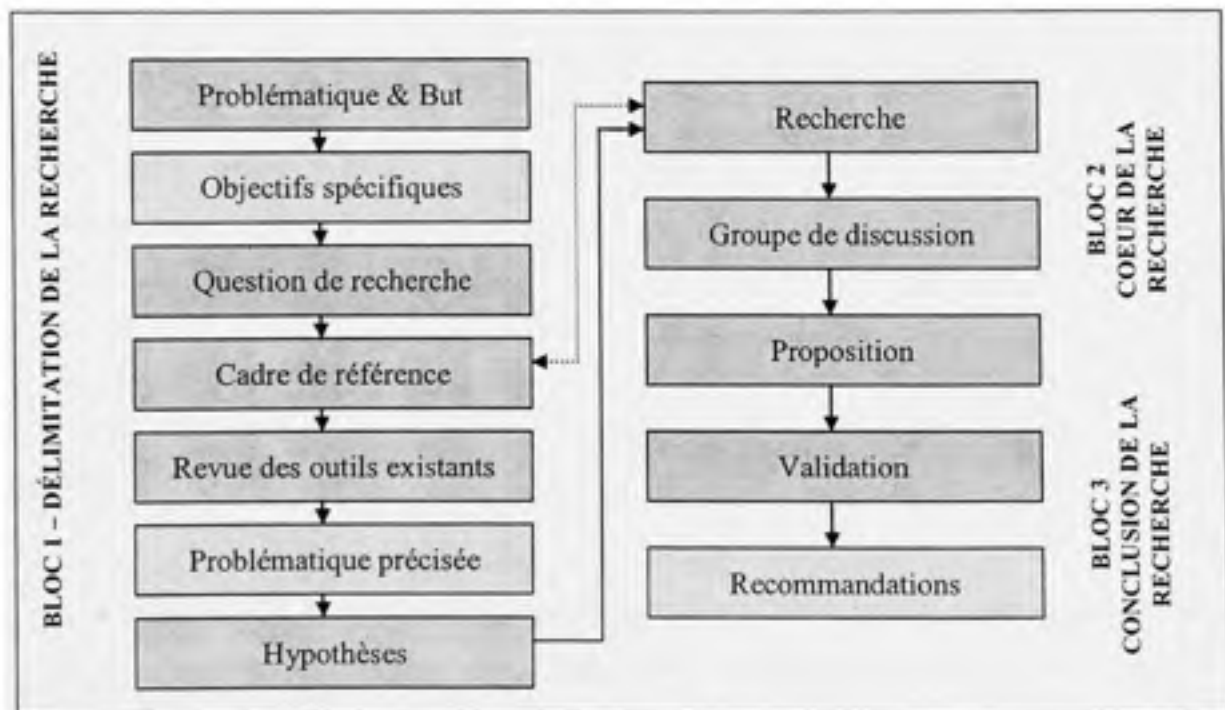 BLOC 1 – DÉLIMITATION DE LA RECHERCHE
Problématique & But
Objectifs spécifiques
Question de recherche
Cadre de référence
Revue des outils existants
Problématique précisée
Hypothèses
Recherche
Groupe de discussion
Proposition
Validation
Recommandations
BLOC 2
COEUR DE LA
RECHERCHE
BLOC 3
CONCLUSION DE LA
RECHERCHE